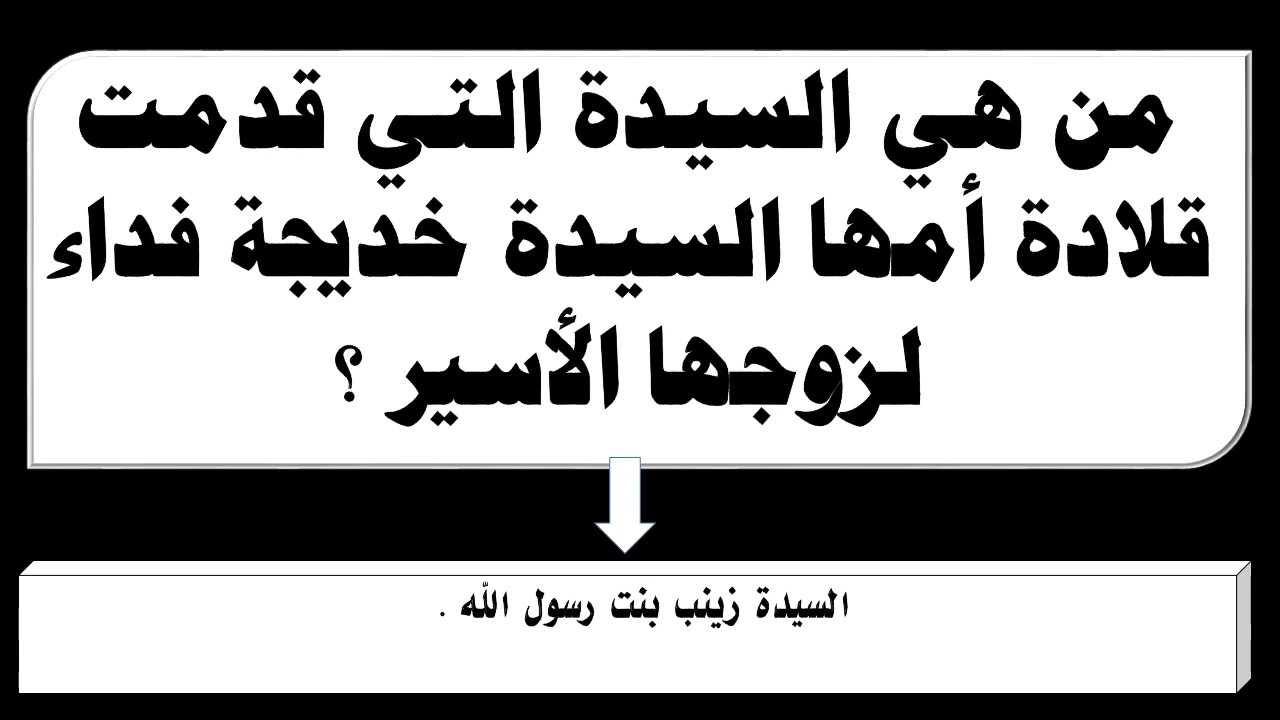 من هي السيدة التي قدمت
قلادة أمها السيدة خديجة فداء
لزوجها الأسير ؟
السيدة زينب بنت رسول الله .